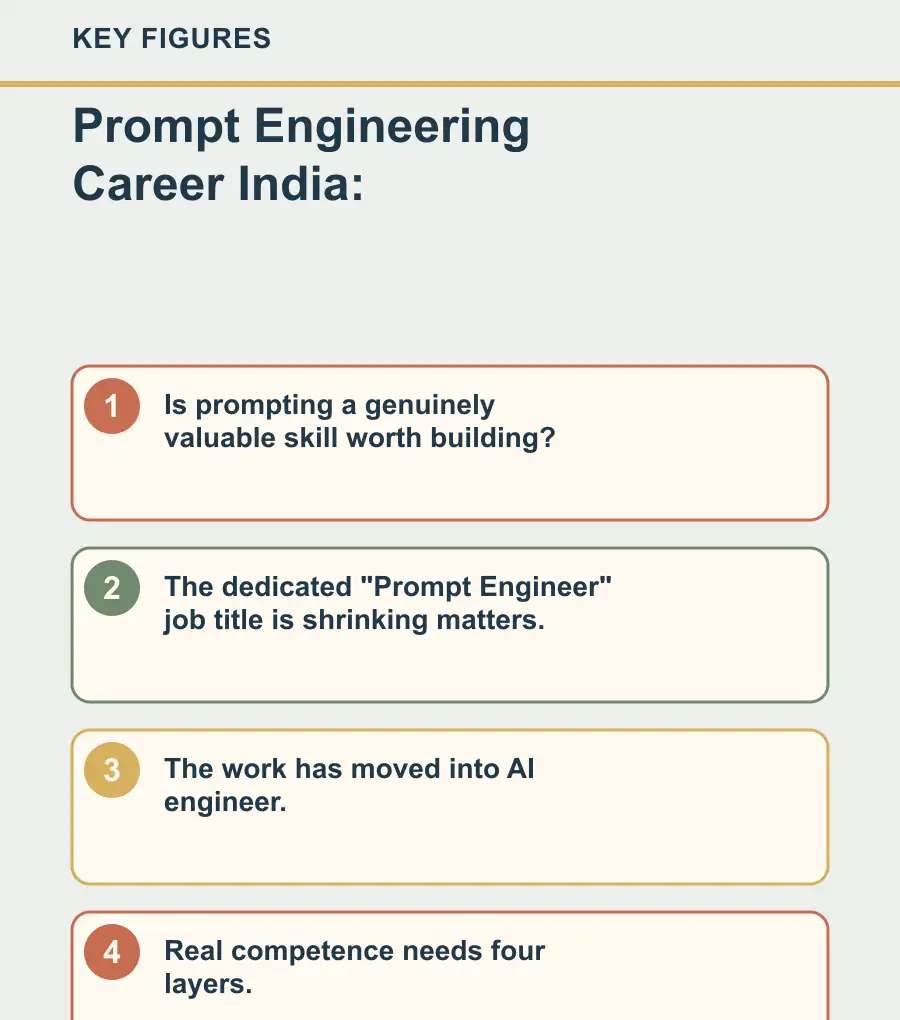 KEY FIGURES
Prompt Engineering
Career India:
1
Is prompting a genuinely
valuable skill worth building?
2
The dedicated "Prompt Engineer"
job title is shrinking matters.
3
The work has moved into AI
engineer.
4
Real competence needs four
layers.